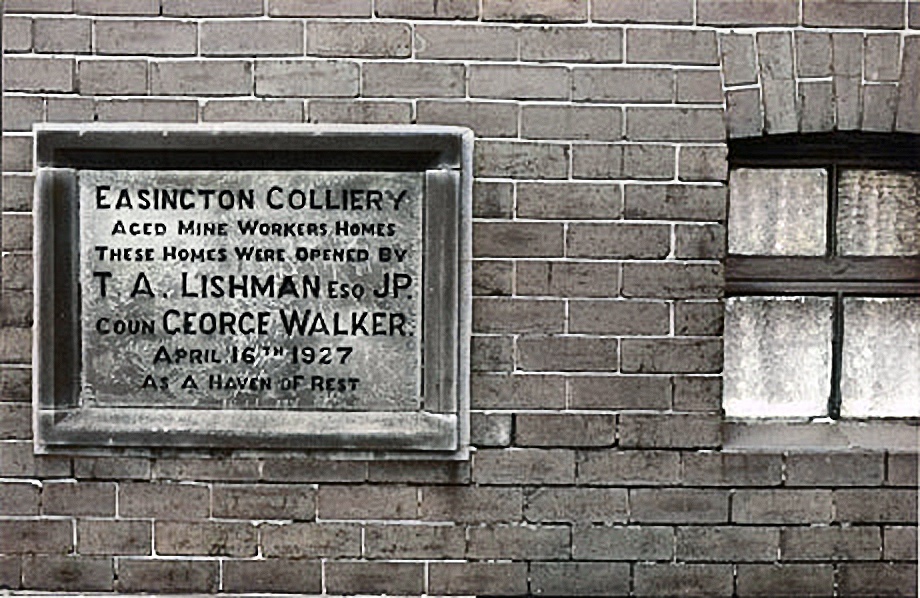 EASINGTON COLLIERY
AGED MINE WORKERS HOMES
THESE HOMES WERE OPENED BY
T. A. LISHMAN ESQ JP.
COUN GEORGE WALKER.
APRIL 16TH 1927
AS A HAVEN OF REST